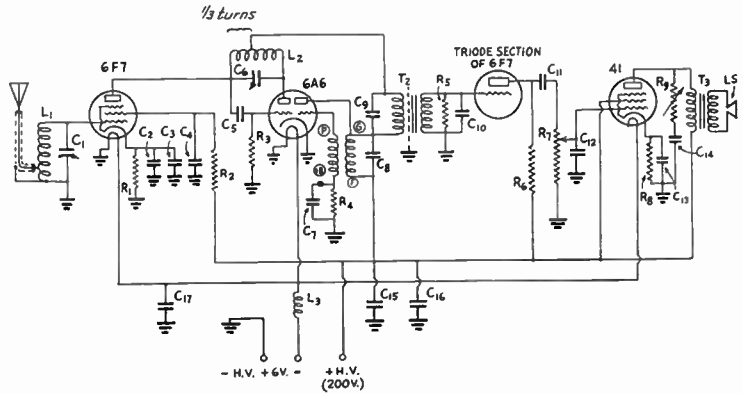 1/3 turns
6F7
L2
C6
6A6
T2
TRIODE SECTION
OF 6F7
C11
41
R9
T3
LS
L1
C1
C2
C3
C4
C5
R3
C9
R5
C10
R7
C12
C14
P
G
C8
R1
R2
B
F
C7
R4
R6
R8
C13
C17
L3
C15
C16
- H.V. +6V. -
+H.V.
(200V.)